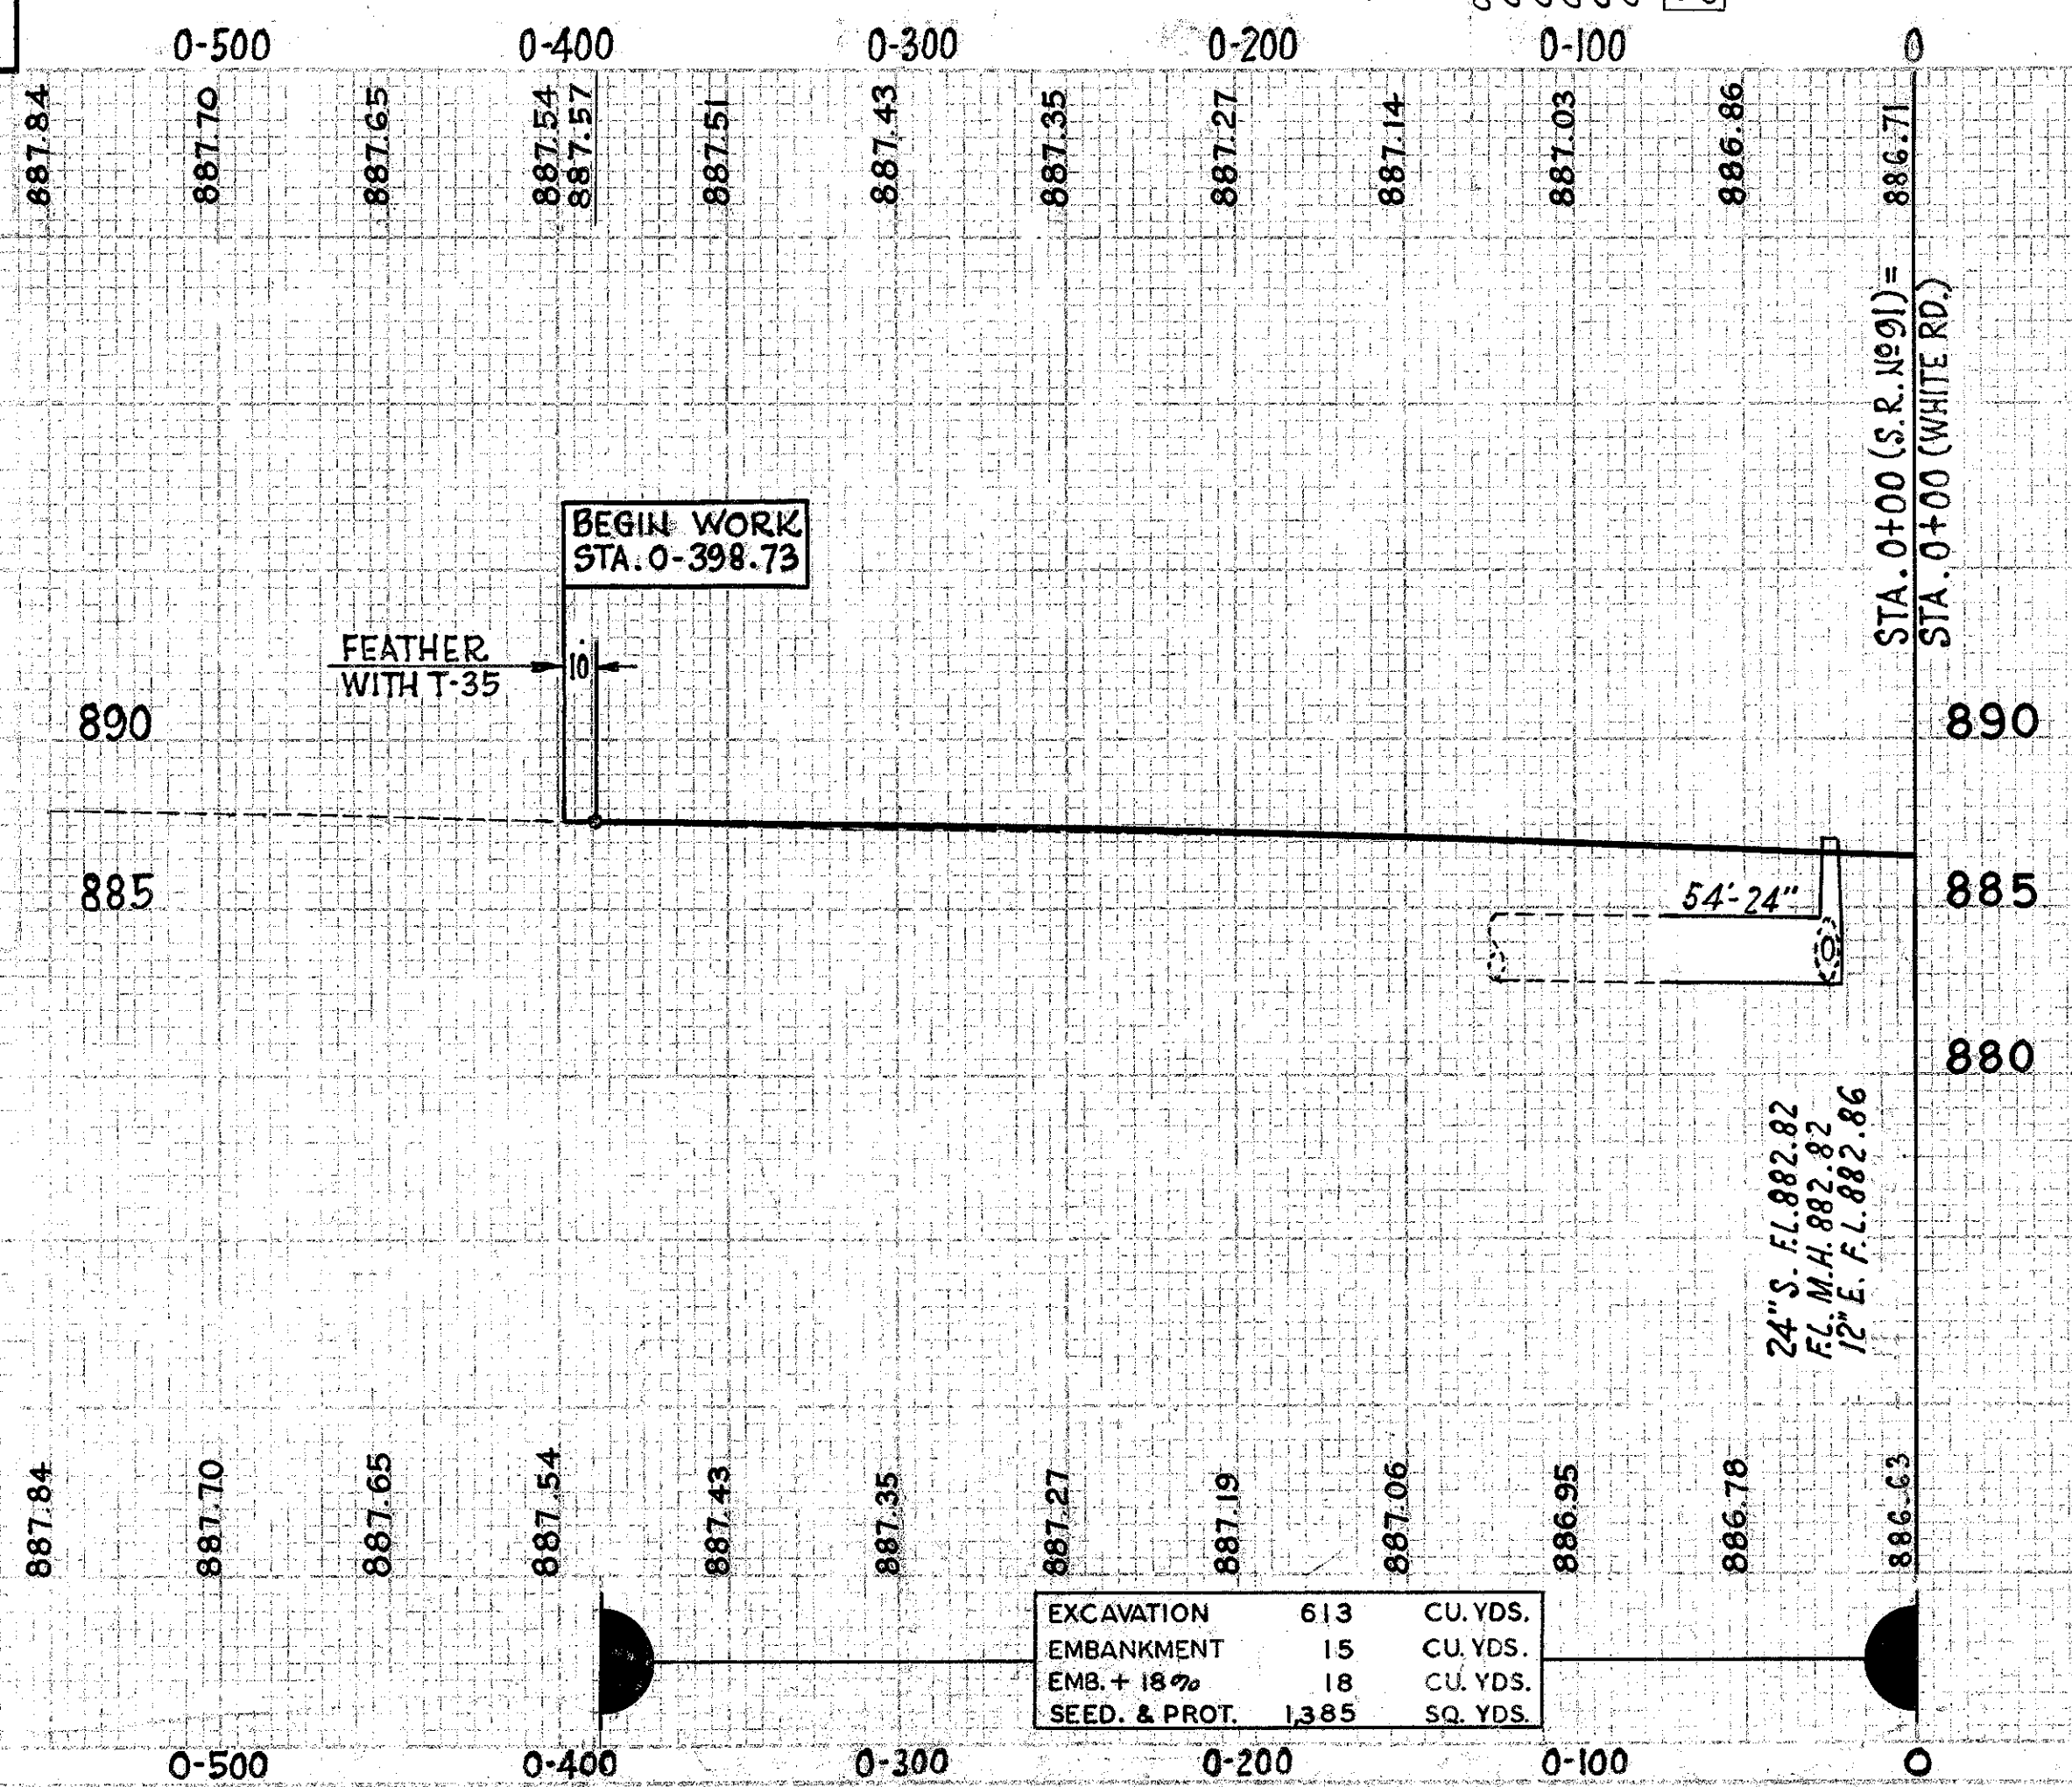 0-500 0-400 0-300 0-200 0-100 0
887.84 887.70 887.65 887.54 887.57 887.51 887.43 887.35 887.27 887.14 887.03 886.86 886.71
STA. 0+00 (S.R. Nº 91) =
STA. 0+00 (WHITE RD.)
BEGIN WORK
STA. 0-398.73
FEATHER
WITH T-35
10'
890 890
885 885
54'-24"
880
24" S. F.L. 882.82
F.L. M.H. 882.82
12" E. F.L. 882.86
887.84 887.70 887.65 887.54 887.43 887.35 887.27 887.19 887.06 886.95 886.78 886.63
EXCAVATION 613 CU. YDS.
EMBANKMENT 15 CU. YDS.
EMB. + 18% 18 CU. YDS.
SEED. & PROT. 1,385 SQ. YDS.
0-500 0-400 0-300 0-200 0-100 0